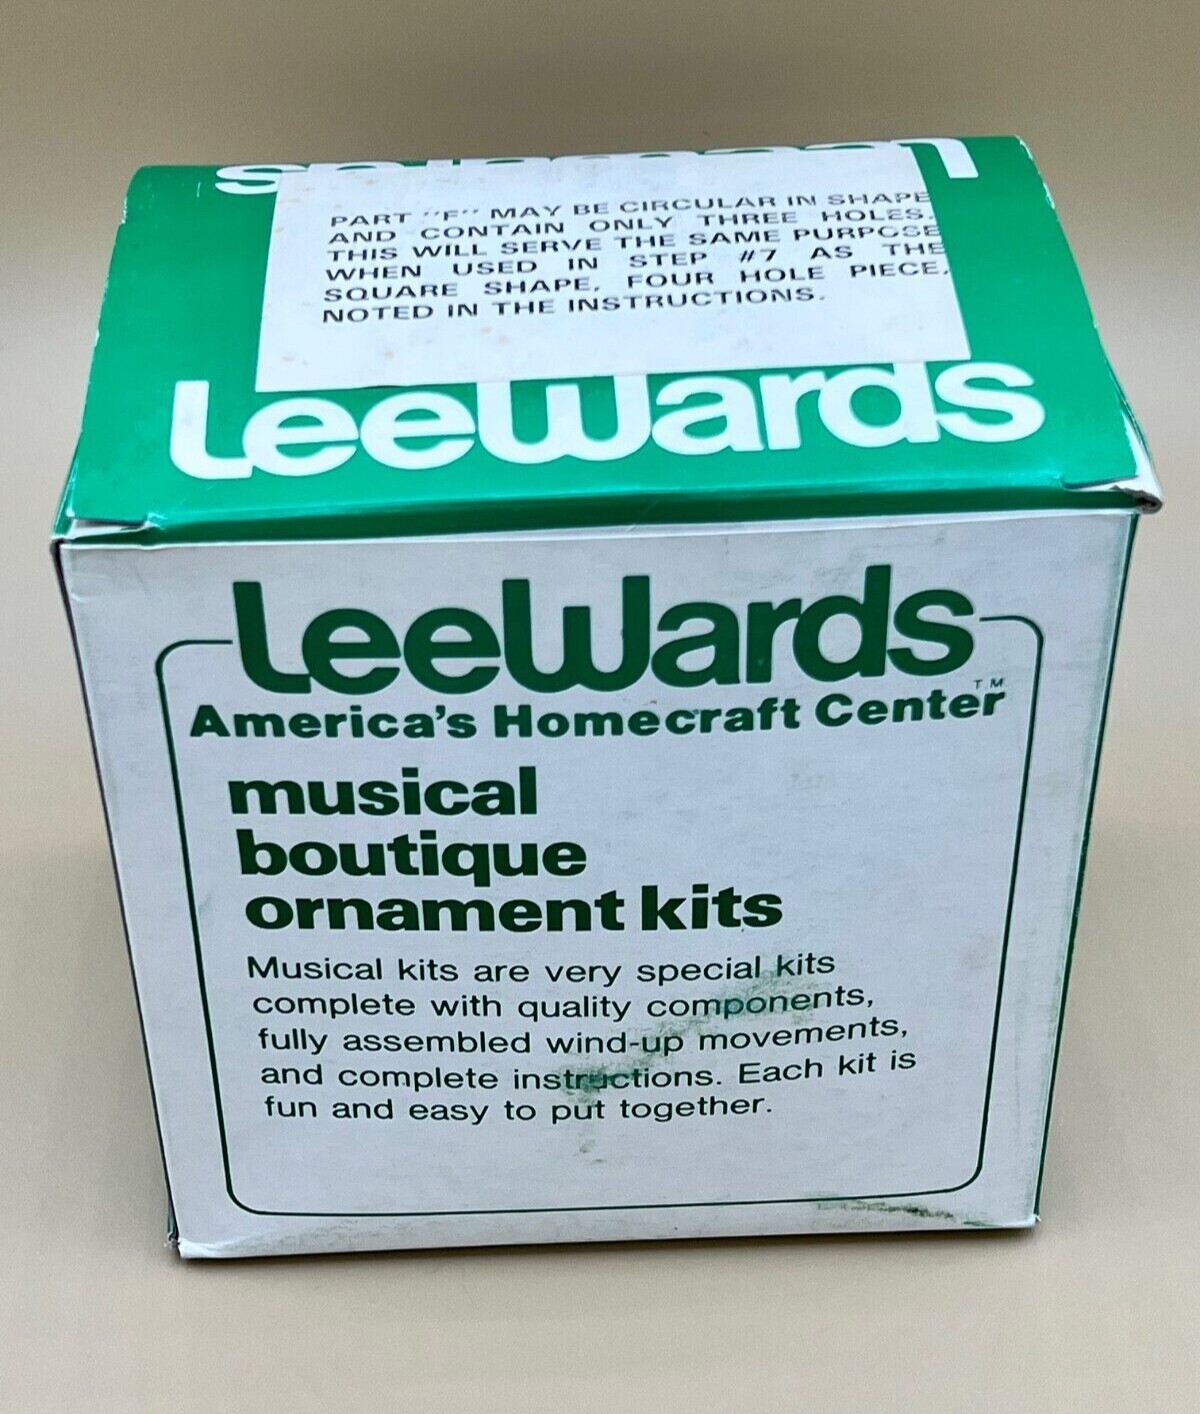 LeeWards
PART "F" MAY BE CIRCULAR IN SHAPE
AND CONTAIN ONLY THREE HOLES.
THIS WILL SERVE THE SAME PURPOSE
WHEN USED IN STEP #7 AS THE
SQUARE SHAPE, FOUR HOLE PIECE,
NOTED IN THE INSTRUCTIONS.
LeeWards
LeeWards
America's Homecraft Center T.M.
musical
boutique
ornament kits
Musical kits are very special kits
complete with quality components,
fully assembled wind-up movements,
and complete instructions. Each kit is
fun and easy to put together.